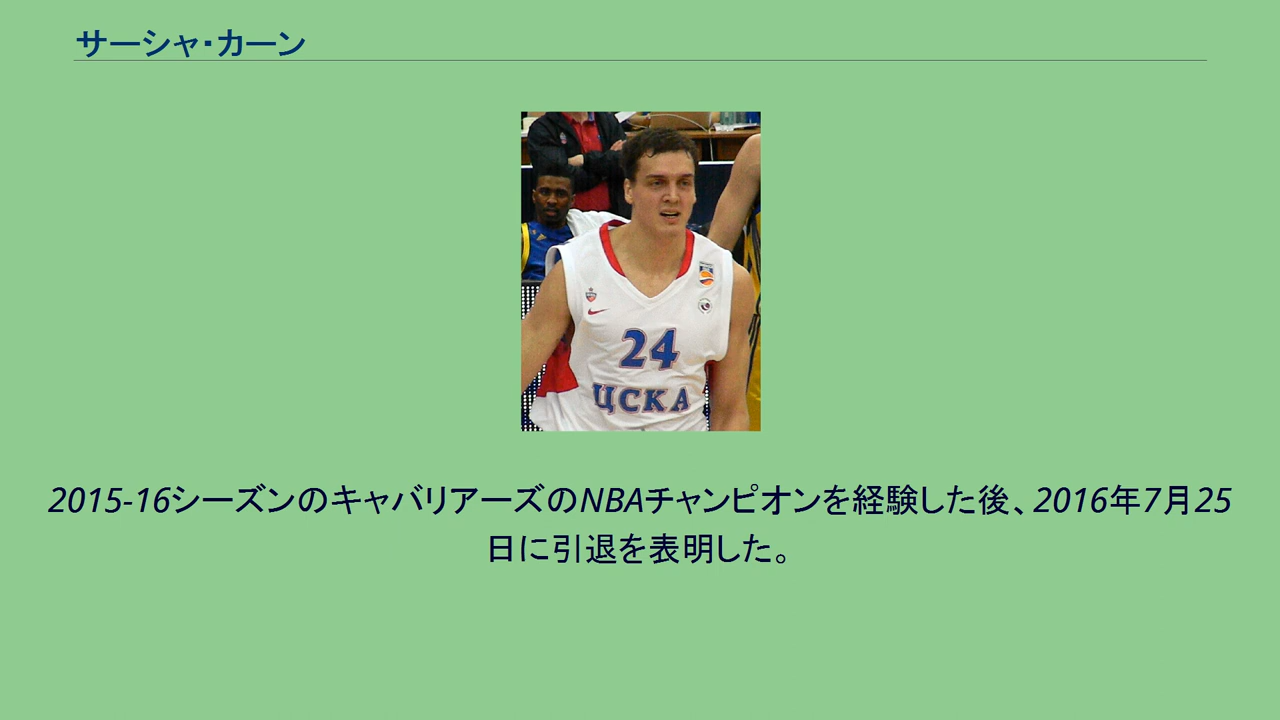 サーシャ・カーン
24
ЦСКА
2015-16シーズンのキャバリアーズのNBAチャンピオンを経験した後、2016年7月25
日に引退を表明した。